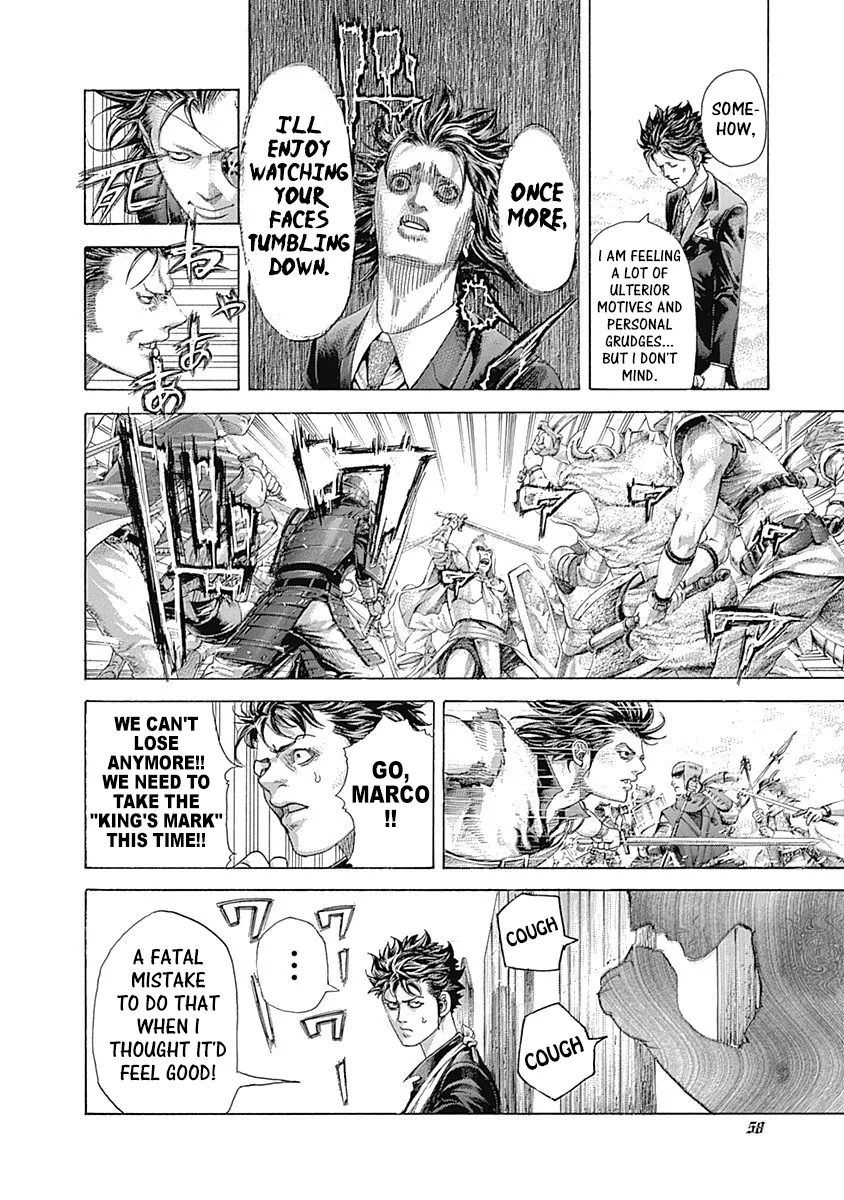 SOME-
HOW,
I AM FEELING
A LOT OF
ULTERIOR
MOTIVES AND
PERSONAL
GRUDGES...
BUT I DON'T
MIND.
ONCE
MORE,
I'LL
ENJOY
WATCHING
YOUR
FACES
TUMBLING
DOWN.
GO,
MARCO
!!
WE CAN'T
LOSE
ANYMORE!!
WE NEED TO
TAKE THE
"KING'S MARK"
THIS TIME!!
COUGH
COUGH
...
A FATAL
MISTAKE
TO DO THAT
WHEN I
THOUGHT IT'D
FEEL GOOD!
58